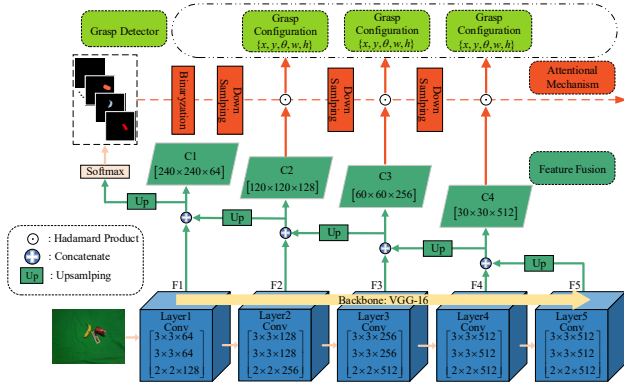 Grasp Detector
Grasp
Configuration
{x, y, θ, w, h}
Grasp
Configuration
{x, y, θ, w, h}
Grasp
Configuration
{x, y, θ, w, h}
Binaryzation
Down
Samlping
Down
Samlping
Down
Samlping
Attentional
Mechanism
Softmax
C1
[240×240×64]
C2
[120×120×128]
C3
[60×60×256]
C4
[30×30×512]
Feature Fusion
Up
Up
Up
Up
Up
⊙ : Hadamard Product
⊕ : Concatenate
Up : Upsamlping
F1
F2
F3
F4
F5
Backbone: VGG-16
Layer1
Conv
[3×3×64
3×3×64
2×2×128]
Layer2
Conv
[3×3×128
3×3×128
2×2×256]
Layer3
Conv
[3×3×256
3×3×256
2×2×512]
Layer4
Conv
[3×3×512
3×3×512
2×2×512]
Layer5
Conv
[3×3×512
3×3×512
2×2×512]